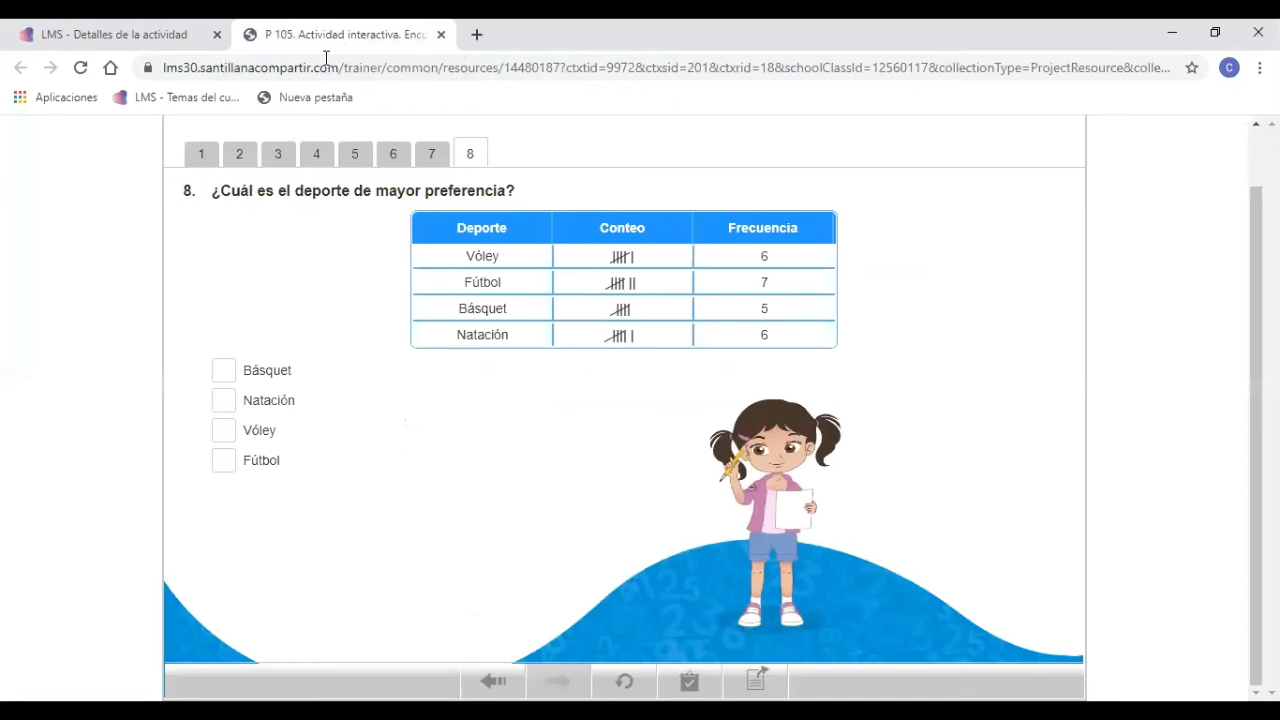 LMS - Detalles de la actividad
P 105. Actividad interactiva. Encu
lms30.santillanacompartir.com/trainer/common/resources/14480187?ctxtid=9972&ctxsid=201&ctxrid=18&schoolClassId=12560117&collectionType=ProjectResource&colle...
C
Aplicaciones LMS - Temas del cu... Nueva pestaña
1 2 3 4 5 6 7 8
8. ¿Cuál es el deporte de mayor preferencia?
Deporte Conteo Frecuencia
Vóley 6
Fútbol 7
Básquet 5
Natación 6
Básquet
Natación
Vóley
Fútbol